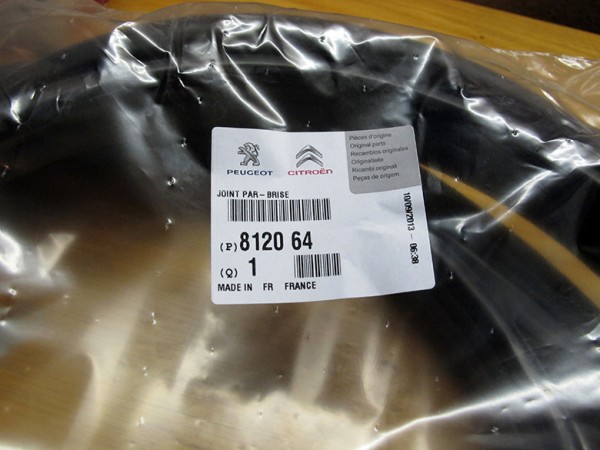 PEUGEOT
CITROËN
Pièces d'origine
Original parts
Recambios originales
Originalteile
Ricambi originali
Peças de origem
JOINT PAR-BRISE
(P) 8120 64
(Q) 1
MADE IN FR FRANCE
10/09/2013 - 06:38